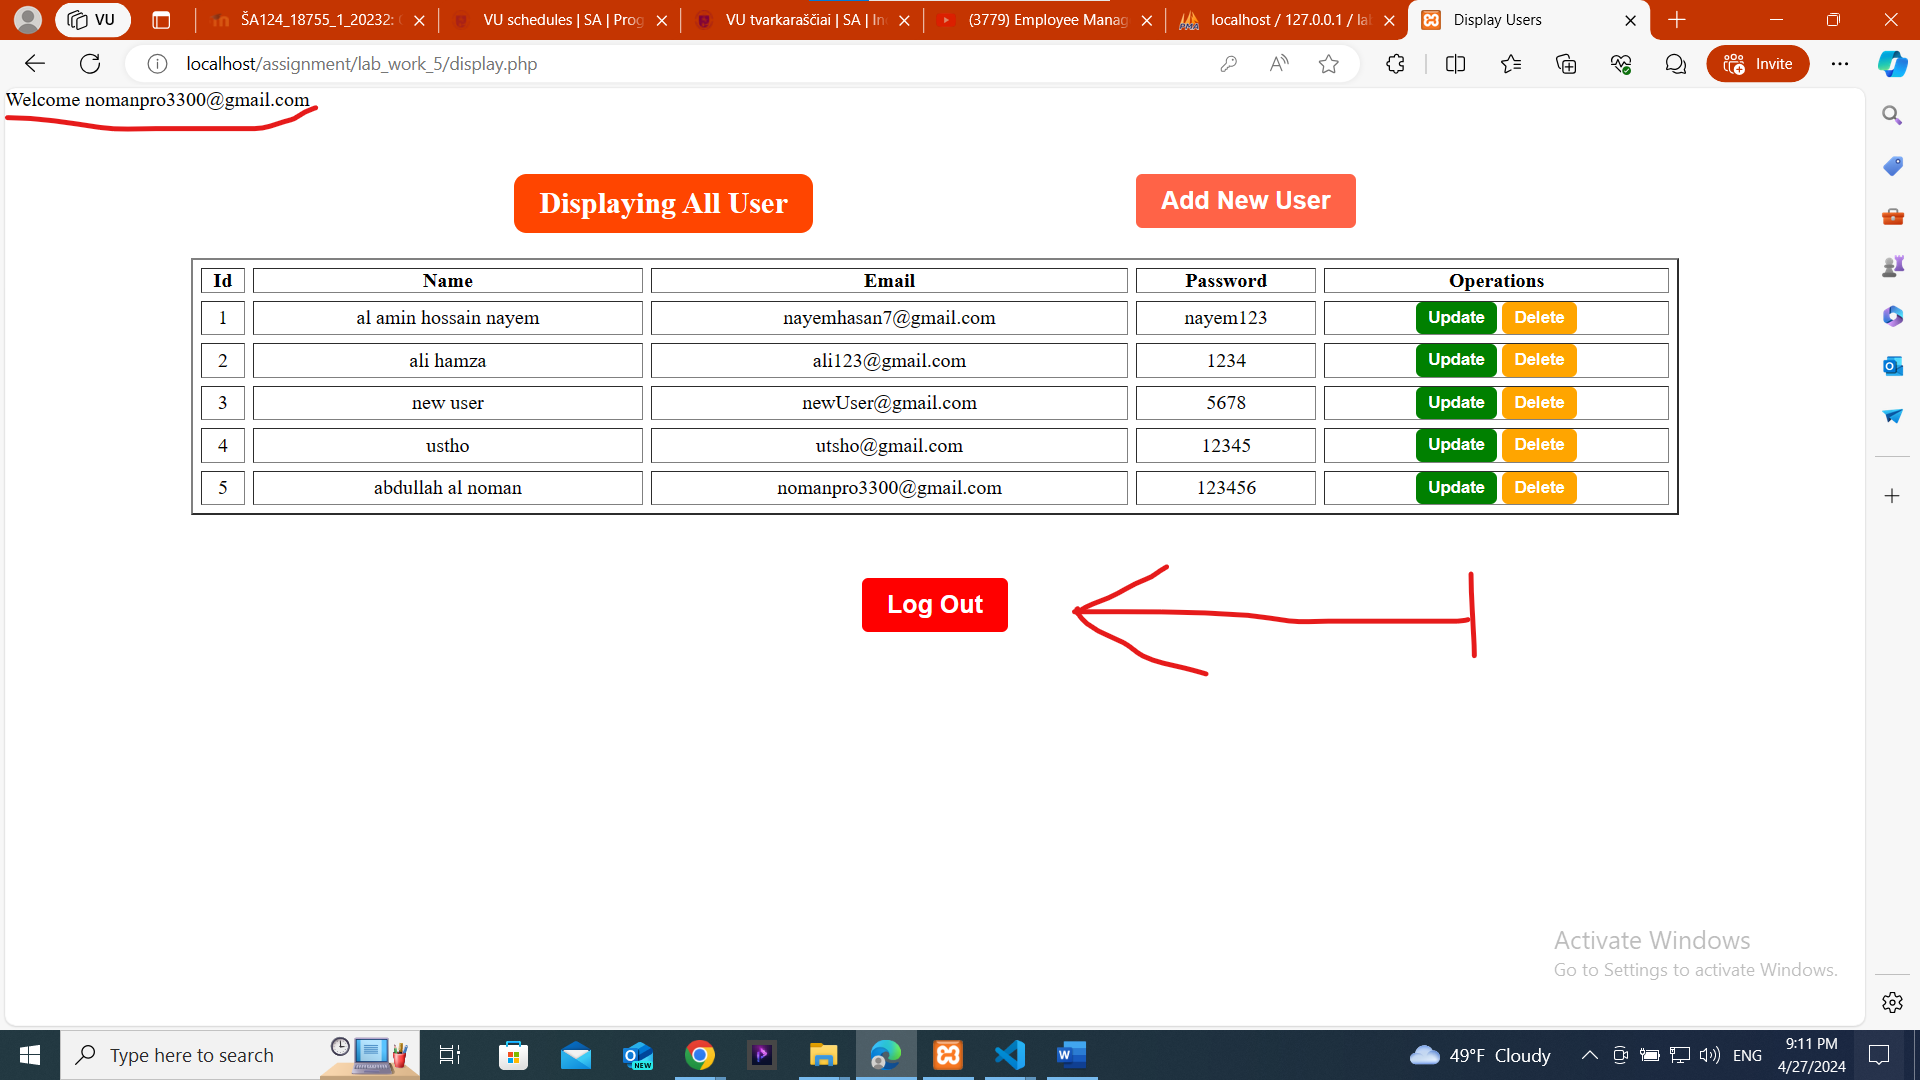 VU
ŠA124_18755_1_20232:
VU schedules | SA | Prog
VU tvarkaraščiai | SA | In
(3779) Employee Manag
localhost / 127.0.0.1 / la
Display Users
localhost/assignment/lab_work_5/display.php
Invite
Welcome nomanpro3300@gmail.com
Displaying All User
Add New User
Id Name Email Password Operations
1 al amin hossain nayem nayemhasan7@gmail.com nayem123 Update Delete
2 ali hamza ali123@gmail.com 1234 Update Delete
3 new user newUser@gmail.com 5678 Update Delete
4 ustho utsho@gmail.com 12345 Update Delete
5 abdullah al noman nomanpro3300@gmail.com 123456 Update Delete
Log Out
Activate Windows
Go to Settings to activate Windows.
Type here to search
NEW
49°F Cloudy
ENG
9:11 PM
4/27/2024